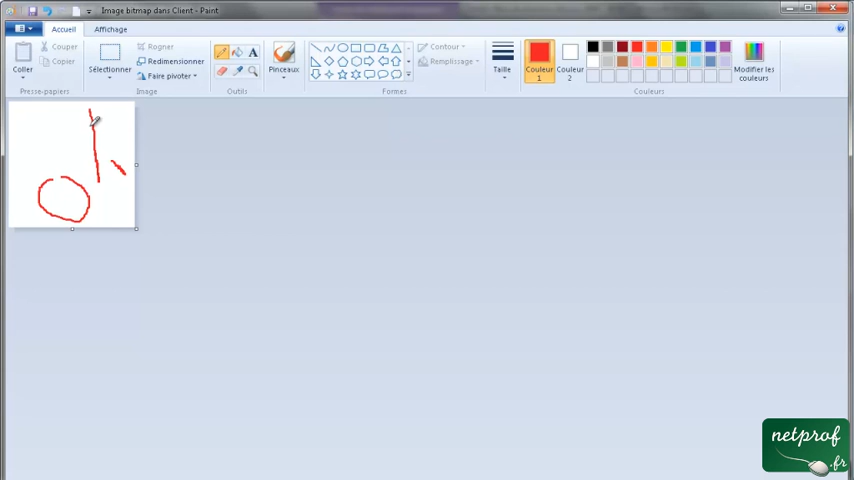 Image bitmap dans Client - Paint
Accueil
Affichage
Coller
Couper
Copier
Presse-papiers
Sélectionner
Rogner
Redimensionner
Faire pivoter
Image
Outils
Pinceaux
Contour
Remplissage
Formes
Taille
Couleur 1
Couleur 2
Modifier les couleurs
Couleurs
netprof
.fr